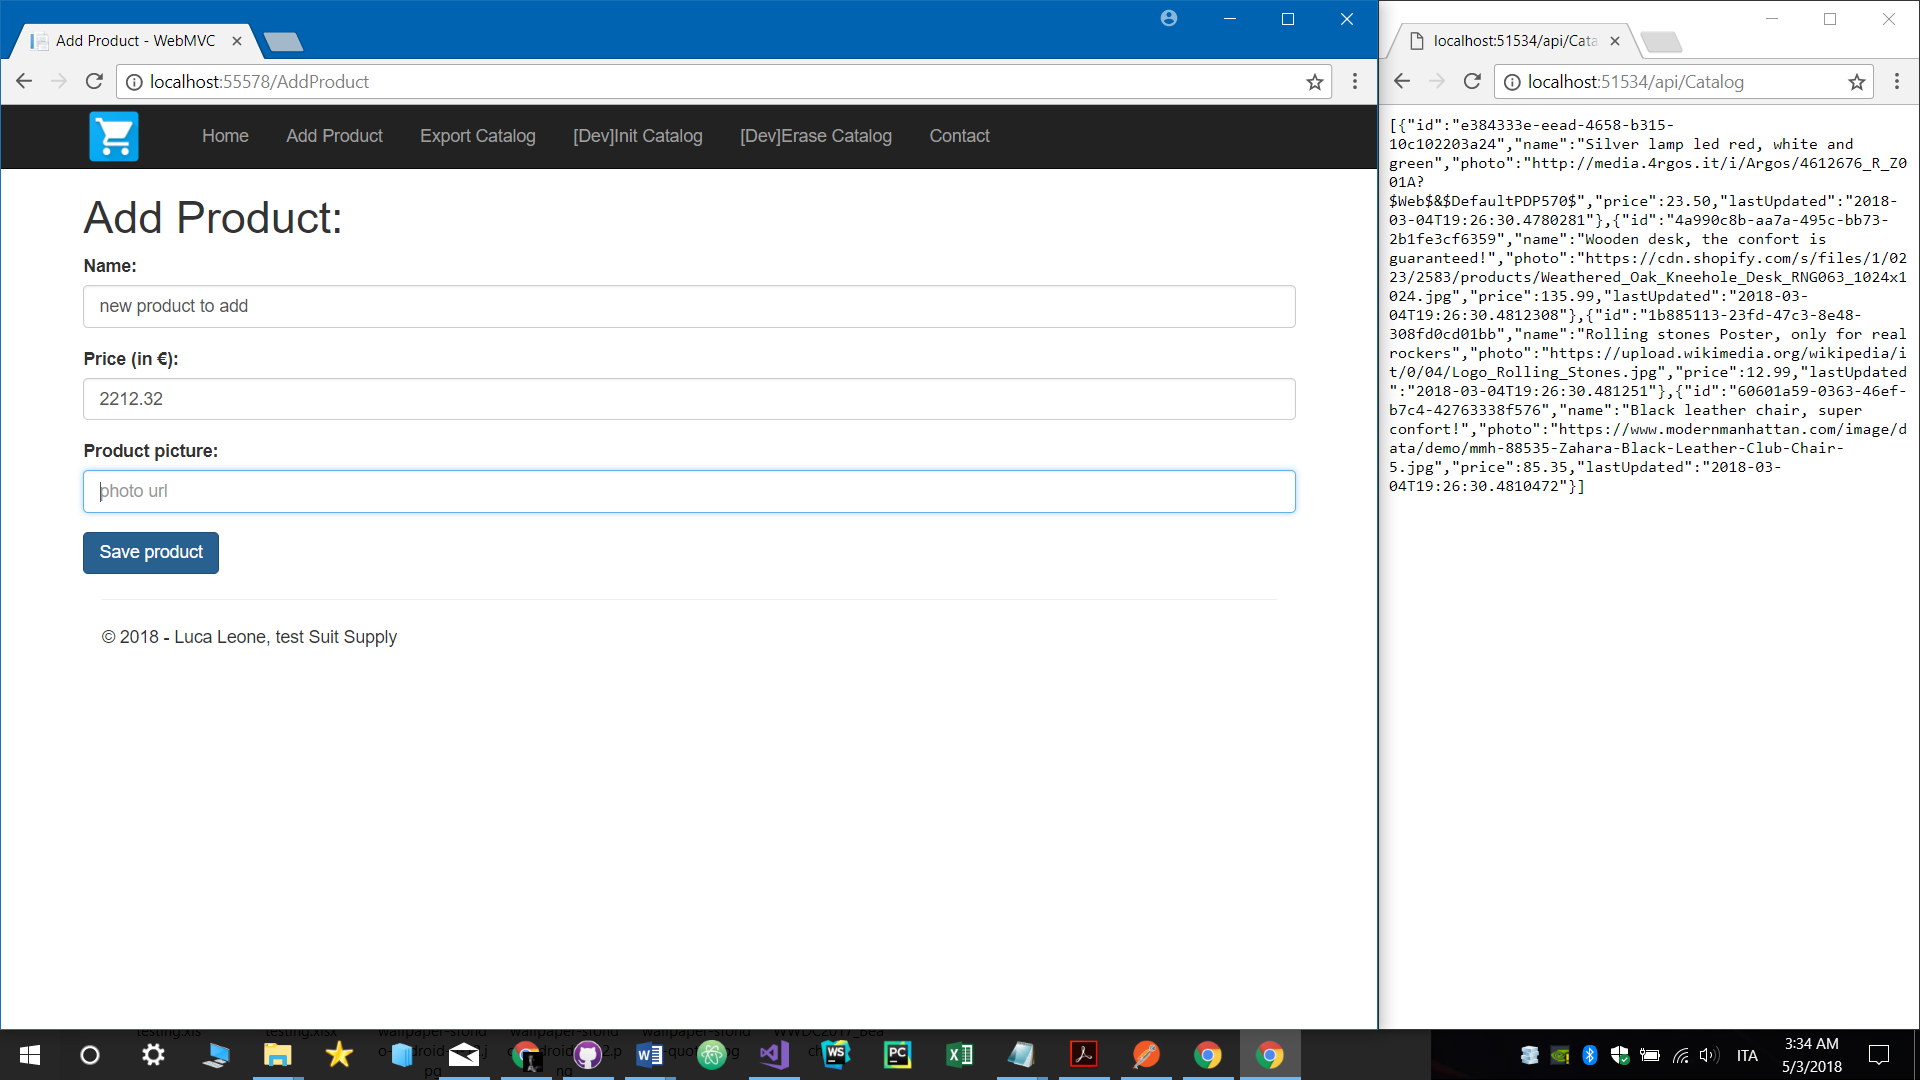 Add Product - WebMVC
localhost:55578/AddProduct
Home Add Product Export Catalog [Dev]Init Catalog [Dev]Erase Catalog Contact
Add Product:
Name:
new product to add
Price (in €):
2212.32
Product picture:
photo url
Save product
© 2018 - Luca Leone, test Suit Supply
localhost:51534/api/Cata
localhost:51534/api/Catalog
[{"id":"e384333e-eead-4658-b315-
10c102203a24","name":"Silver lamp led red, white and
green","photo":"http://media.4rgos.it/i/Argos/4612676_R_Z0
01A?
$Web$&$DefaultPDP570$","price":23.50,"lastUpdated":"2018-
03-04T19:26:30.4780281"},{"id":"4a990c8b-aa7a-495c-bb73-
2b1fe3cf6359","name":"Wooden desk, the confort is
guaranteed!","photo":"https://cdn.shopify.com/s/files/1/02
23/2583/products/Weathered_Oak_Kneehole_Desk_RNG063_1024x1
024.jpg","price":135.99,"lastUpdated":"2018-03-
04T19:26:30.4812308"},{"id":"1b885113-23fd-47c3-8e48-
308fd0cd01bb","name":"Rolling stones Poster, only for real
rockers","photo":"https://upload.wikimedia.org/wikipedia/i
t/0/04/Logo_Rolling_Stones.jpg","price":12.99,"lastUpdated
":"2018-03-04T19:26:30.481251"},{"id":"60601a59-0363-46ef-
b7c4-42763338f576","name":"Black leather chair, super
confort!","photo":"https://www.modernmanhattan.com/image/d
ata/demo/mmh-88535-Zahara-Black-Leather-Club-Chair-
5.jpg","price":85.35,"lastUpdated":"2018-03-
04T19:26:30.4810472"}]
WS PC
ITA
3:34 AM
5/3/2018